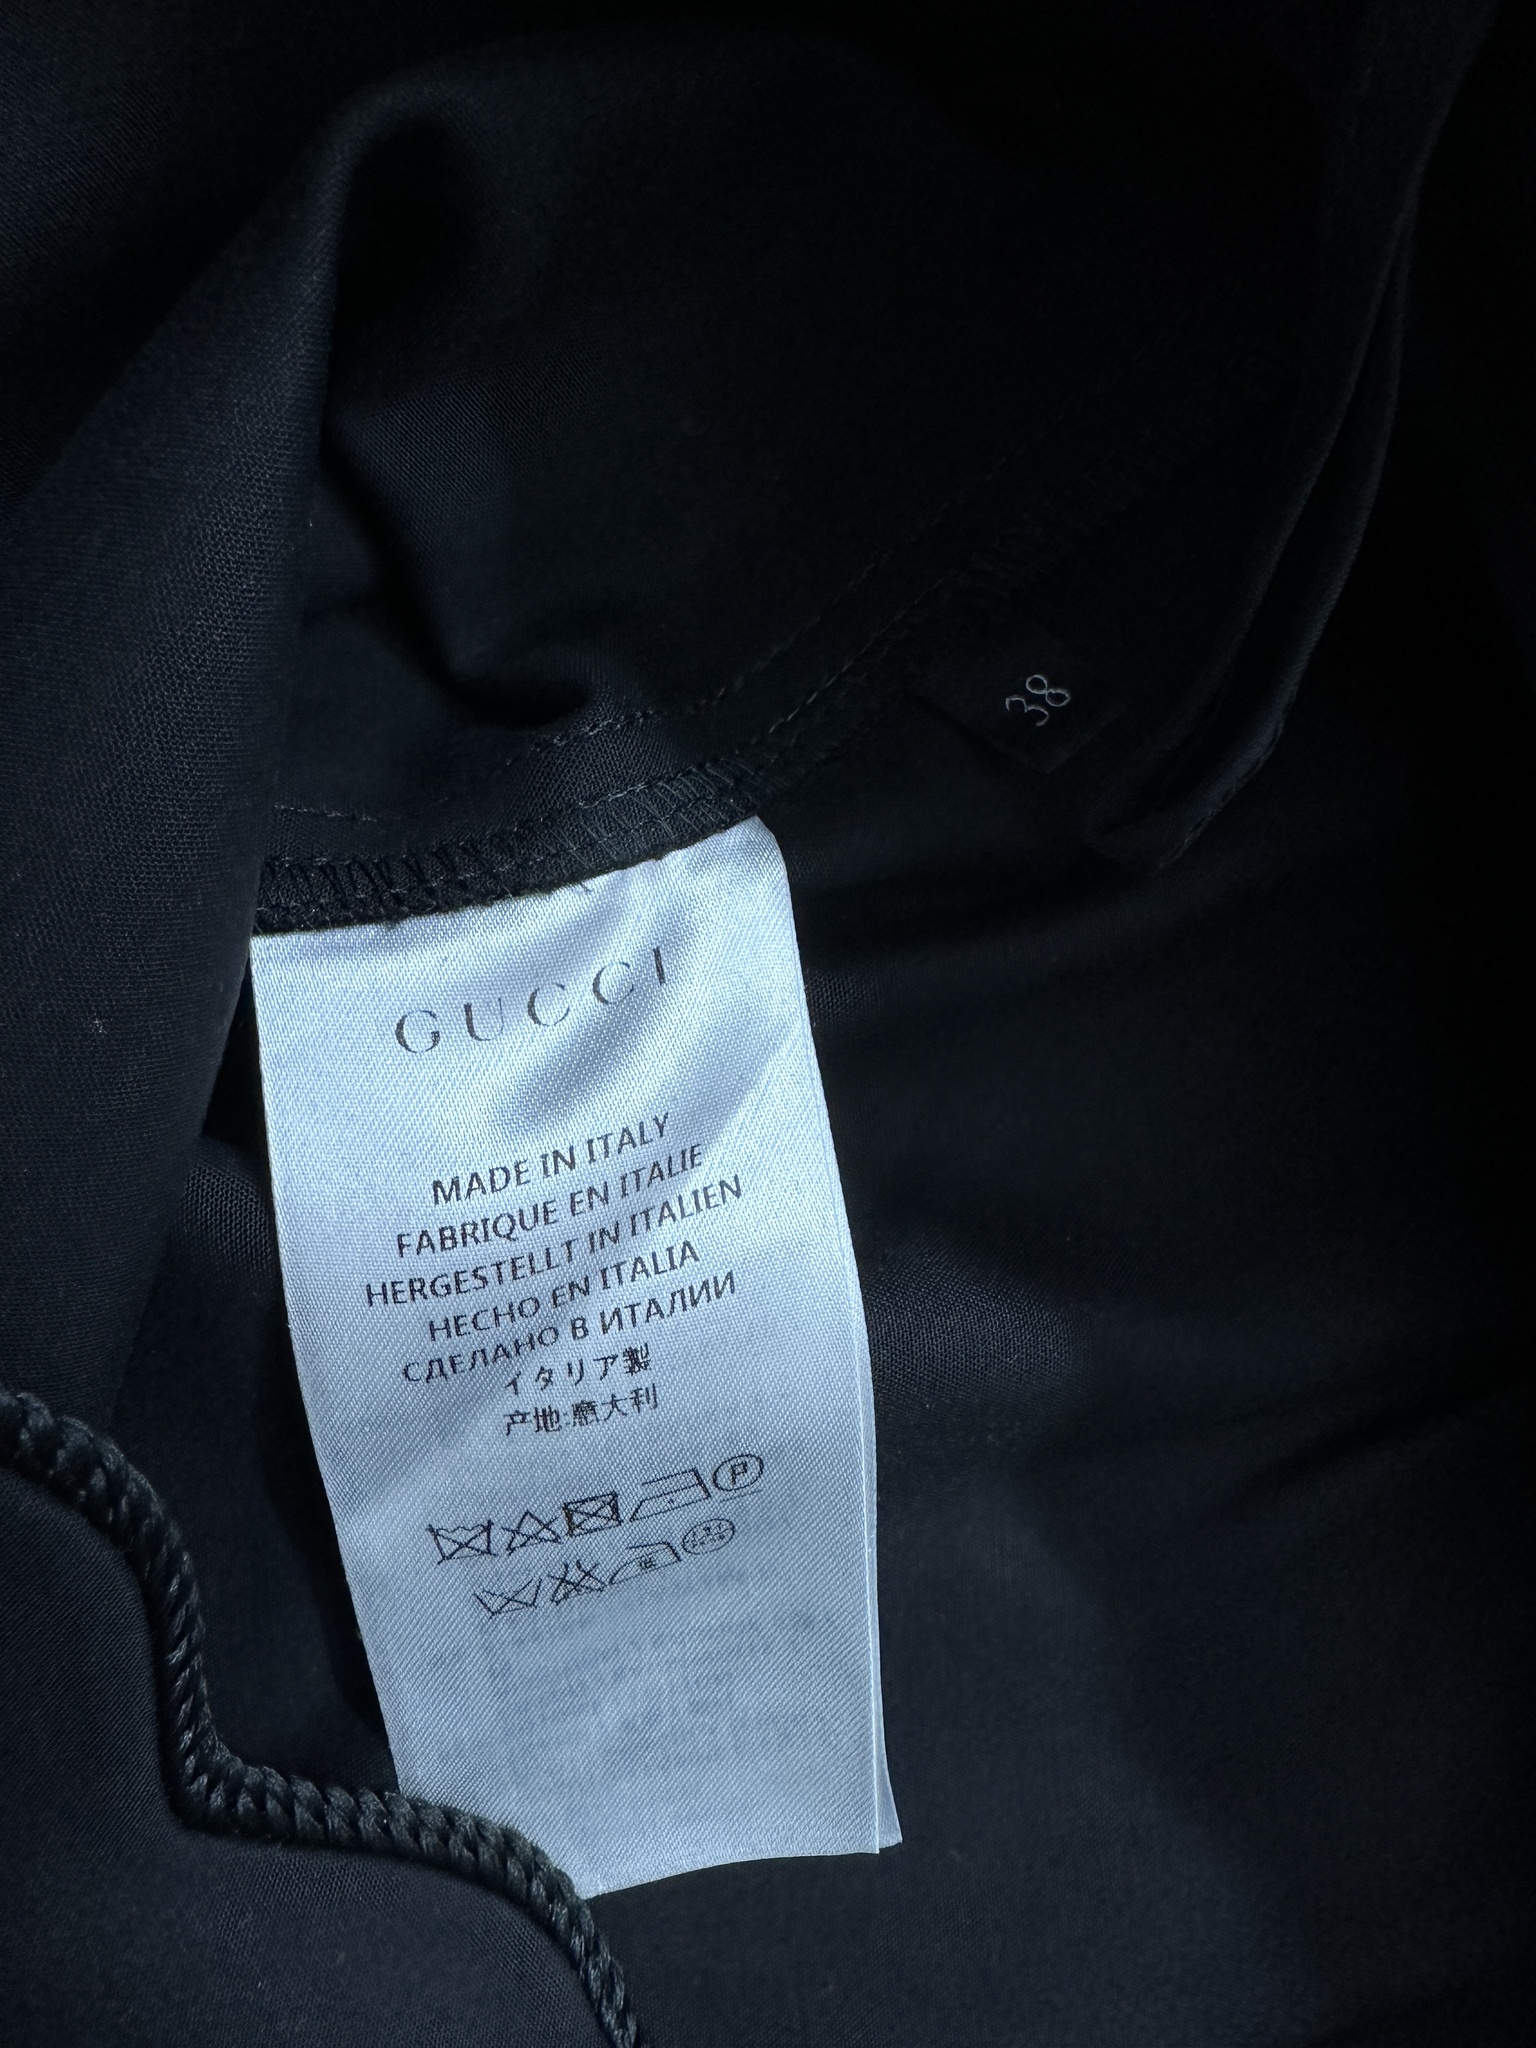 38
GUCCI
MADE IN ITALY
FABRIQUE EN ITALIE
HERGESTELLT IN ITALIEN
HECHO EN ITALIA
СДЕЛАНО В ИТАЛИИ
イタリア製
产地:意大利
P